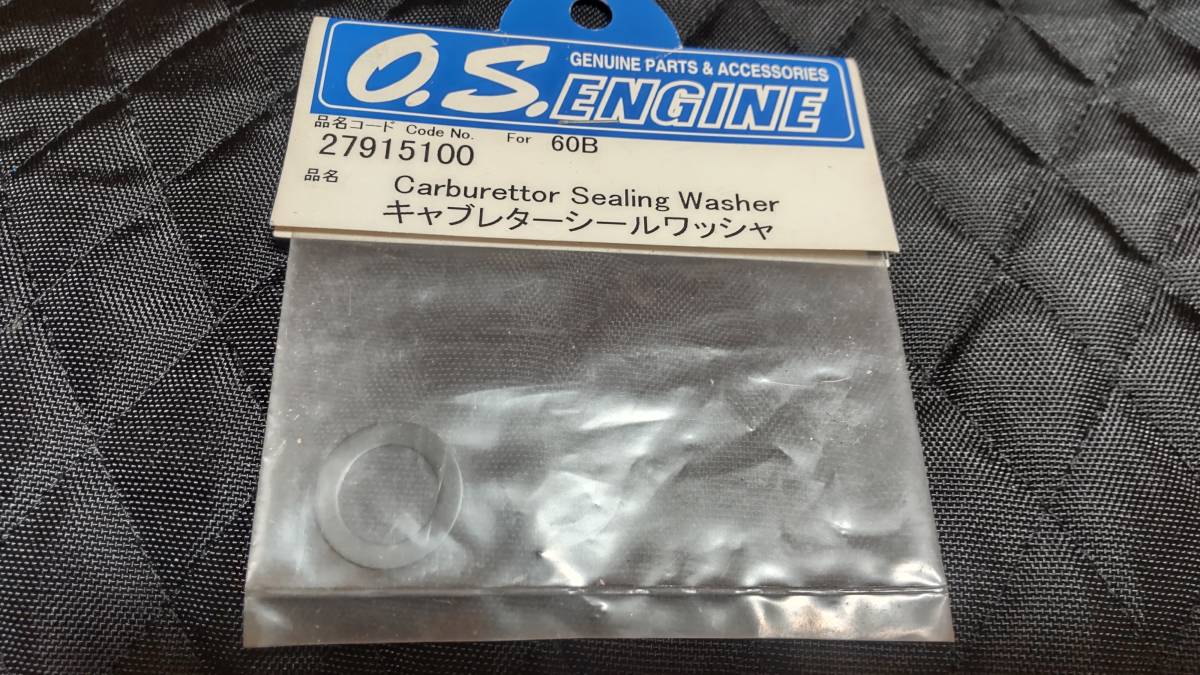 GENUINE PARTS & ACCESSORIES
O.S. ENGINE
品名コード Code No. For 60B
27915100
品名 Carburettor Sealing Washer
キャブレターシールワッシャ